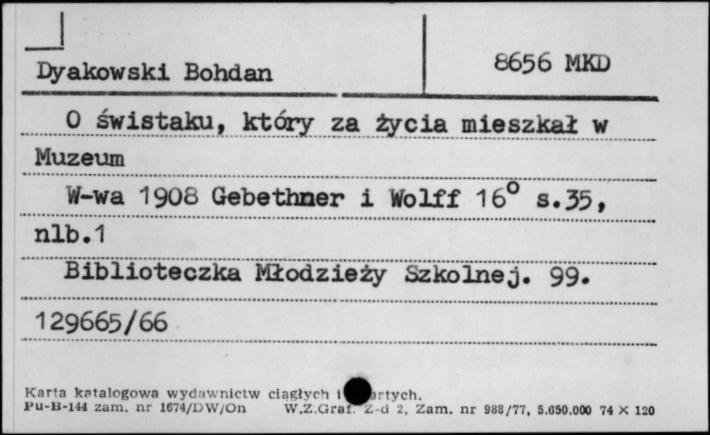 Dyakowski Bohdan 8656 MKD
O świstaku, który za życia mieszkał w
Muzeum
W-wa 1908 Gebethner i Wolff 16° s.35,
nlb.1
Biblioteczka Młodzieży Szkolnej. 99.
129665/66
Karta katalogowa wydawnictw ciągłych i
Pu-B-144 zam. nr 1674/DW/On W.Z.Graf. Z-d 2, Zam. nr 988/77, 5.650.000 74 × 120